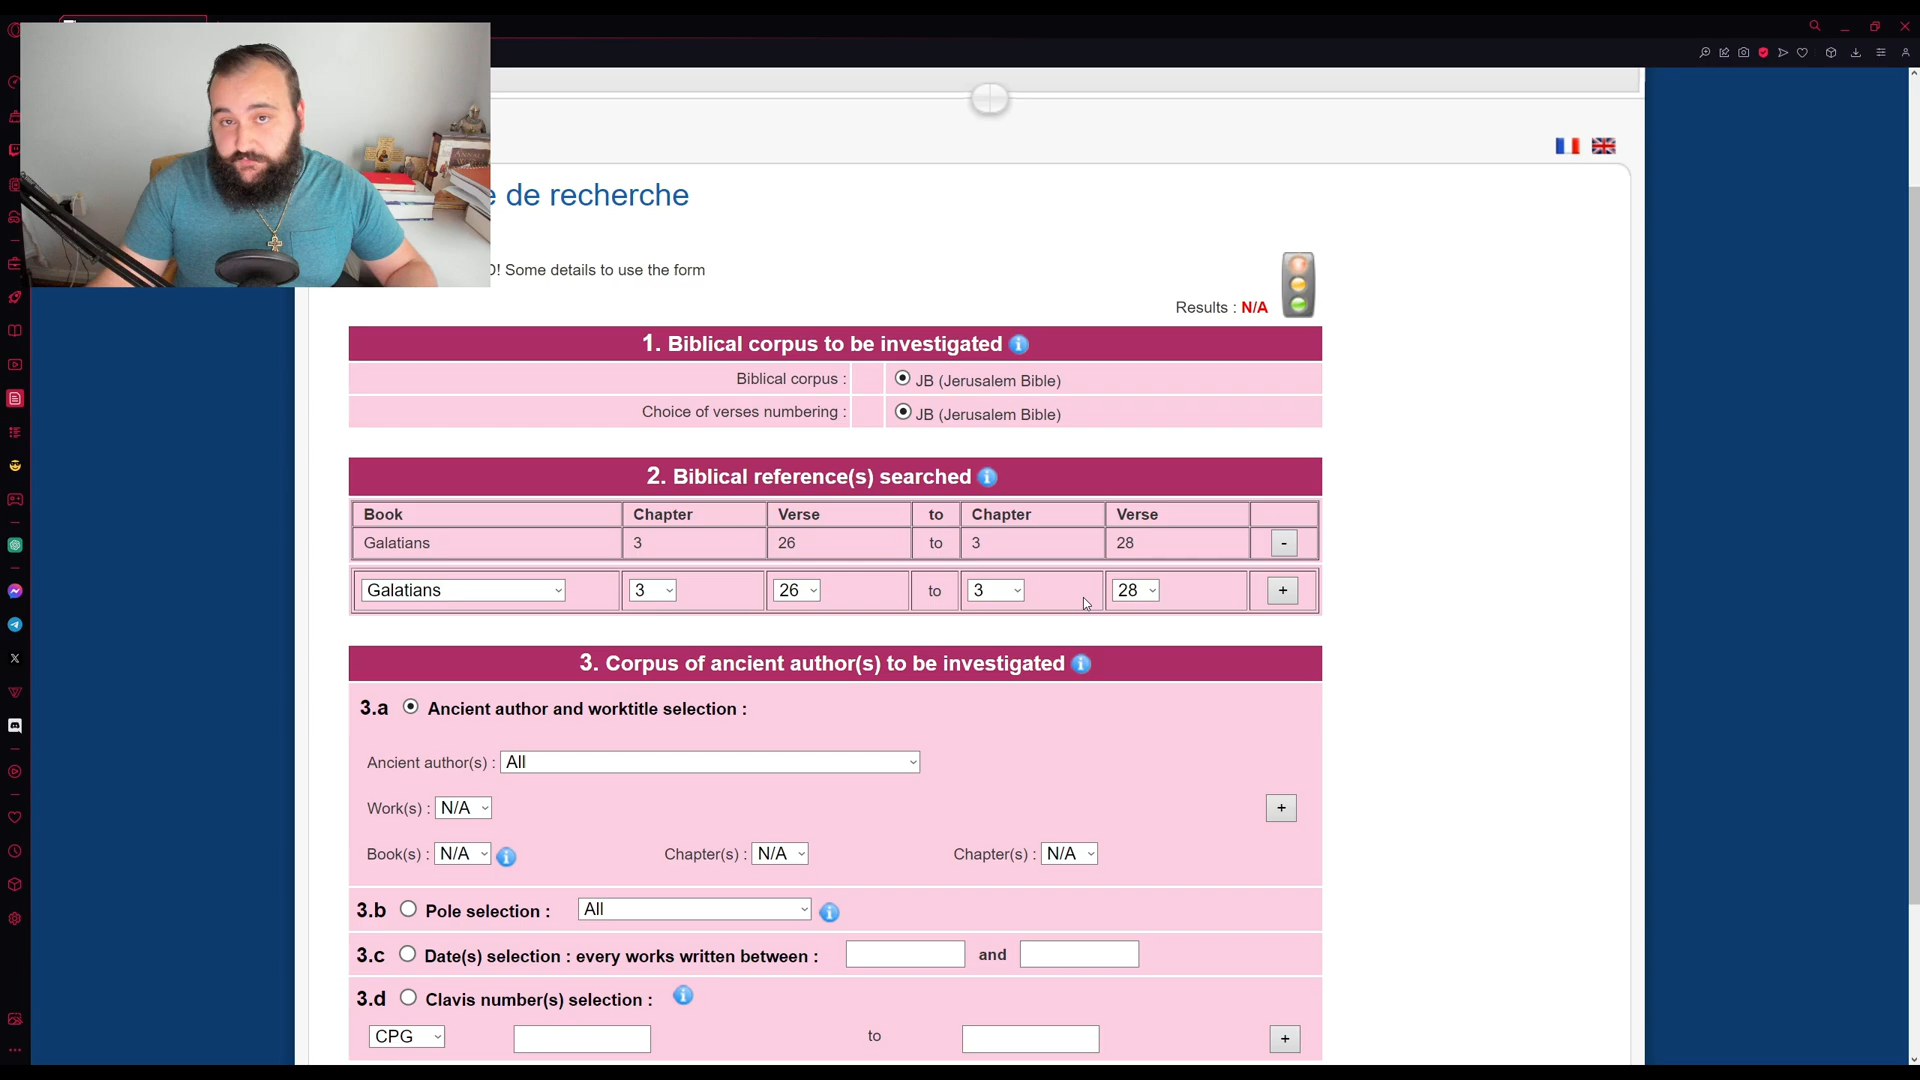 de recherche
! Some details to use the form
Results : N/A
1. Biblical corpus to be investigated
Biblical corpus : JB (Jerusalem Bible)
Choice of verses numbering : JB (Jerusalem Bible)
2. Biblical reference(s) searched
Book Chapter Verse to Chapter Verse
Galatians 3 26 to 3 28 -
Galatians 3 26 to 3 28 +
3. Corpus of ancient author(s) to be investigated
3.a Ancient author and worktitle selection :
Ancient author(s) : All
Work(s) : N/A +
Book(s) : N/A Chapter(s) : N/A Chapter(s) : N/A
3.b Pole selection : All
3.c Date(s) selection : every works written between : and
3.d Clavis number(s) selection :
CPG to +